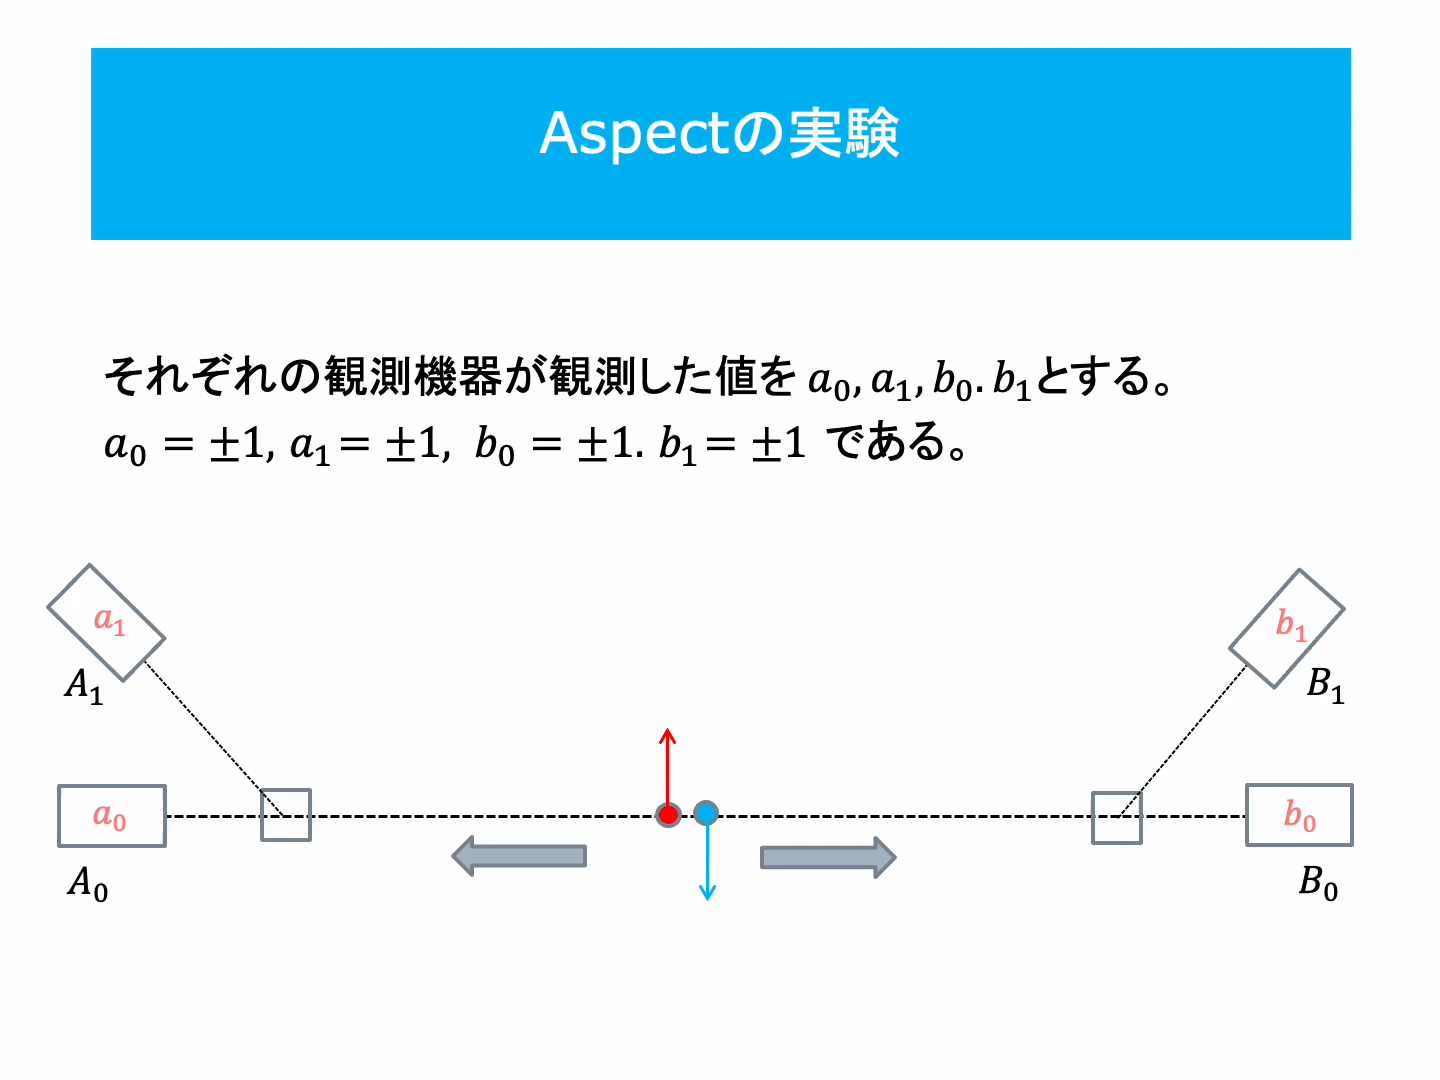 Aspectの実験
それぞれの観測機器が観測した値を a₀, a₁, b₀. b₁とする。
a₀ = ±1, a₁= ±1, b₀ = ±1. b₁= ±1 である。
a₁
b₁
A₁
B₁
a₀
b₀
A₀
B₀